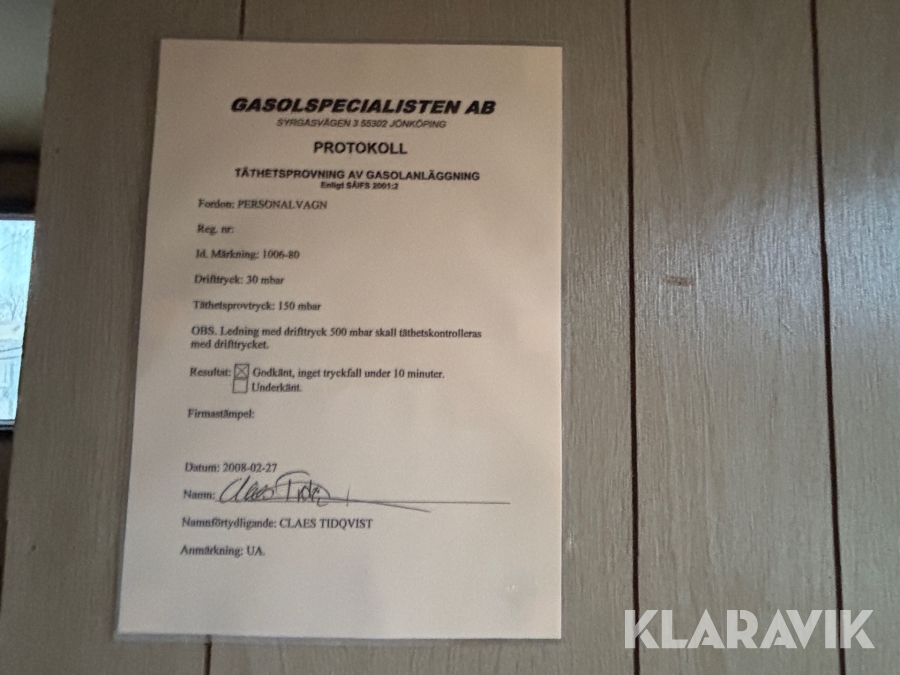 GASOLSPECIALISTEN AB
SYRGASVÄGEN 3 55302 JÖNKÖPING
PROTOKOLL
TÄTHETSPROVNING AV GASOLANLÄGGNING
Enligt SÄIFS 2001:2
Fordon: PERSONALVAGN
Reg. nr:
Id. Märkning: 1006-80
Drifttryck: 30 mbar
Täthetsprovtryck: 150 mbar
OBS. Ledning med drifttryck 500 mbar skall täthetskontrolleras
med drifttrycket.
Resultat: ☒ Godkänt, inget tryckfall under 10 minuter.
☐ Underkänt.
Firmastämpel:
Datum: 2008-02-27
Namn: Claes Tidqvist
Namnförtydligande: CLAES TIDQVIST
Anmärkning: UA.
KLARAVIK